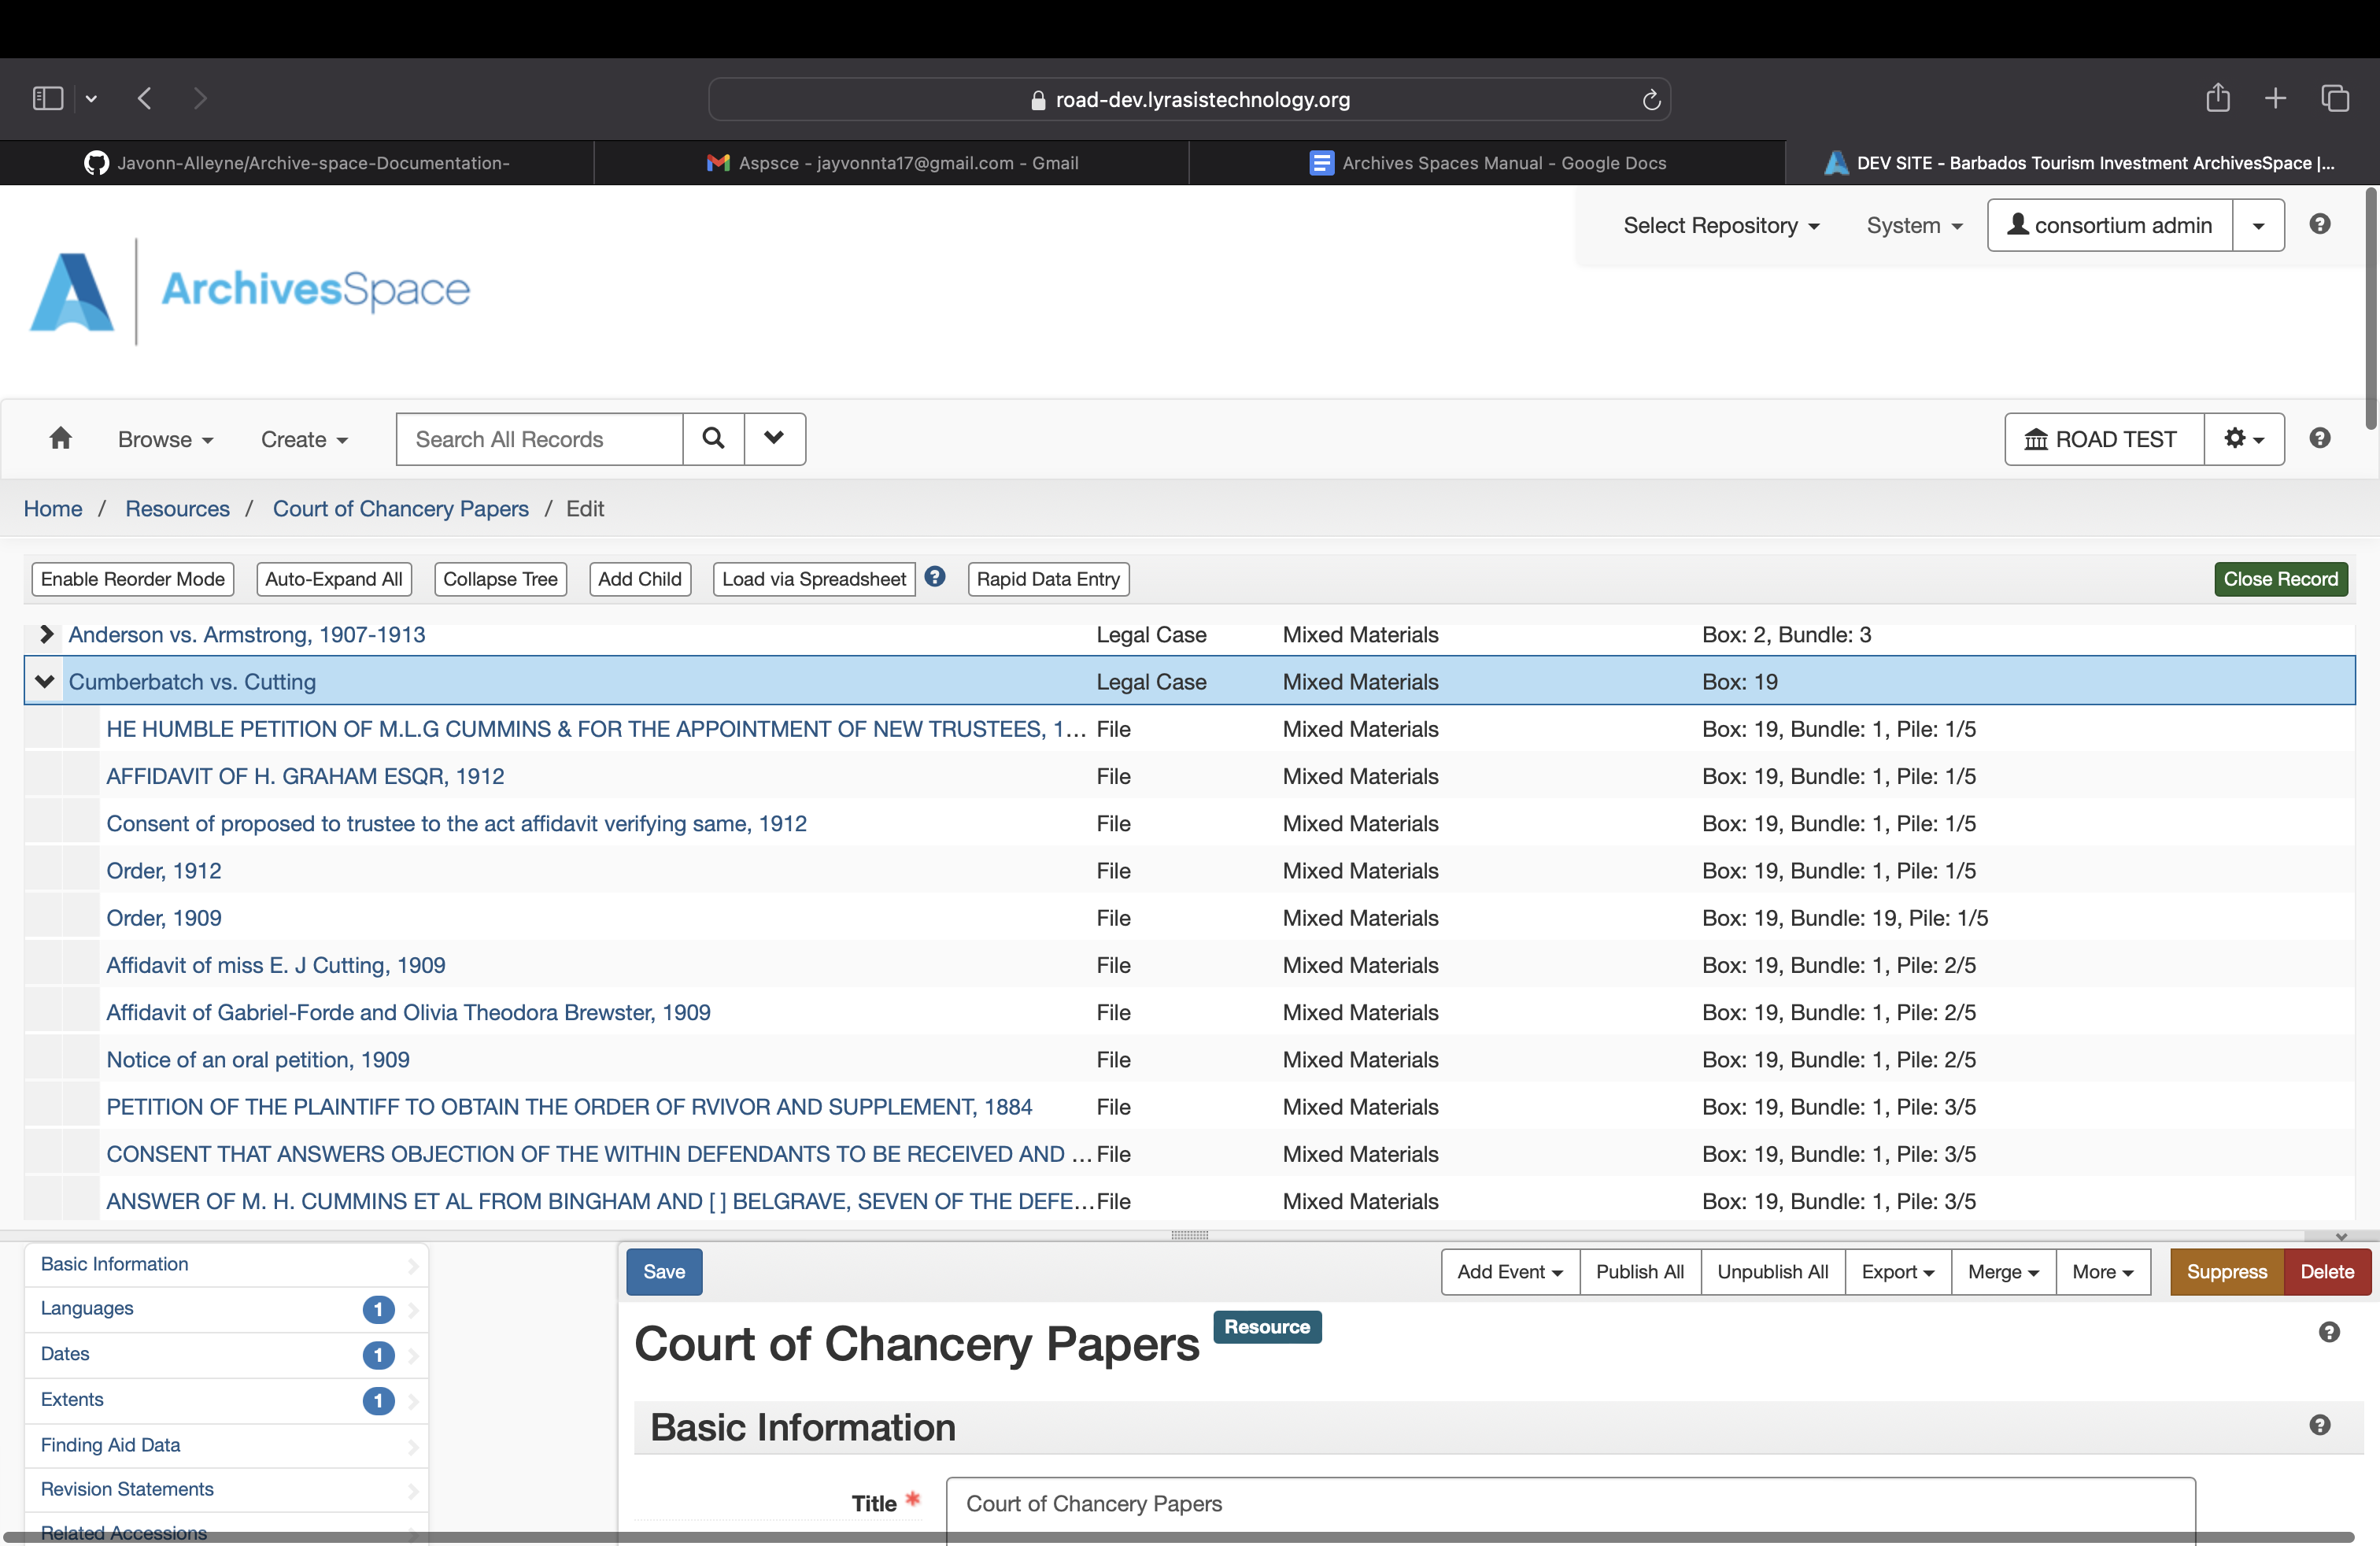 road-dev.lyrasistechnology.org
Javonn-Alleyne/Archive-space-Documentation-
Aspsce - jayvonnta17@gmail.com - Gmail
Archives Spaces Manual - Google Docs
DEV SITE - Barbados Tourism Investment ArchivesSpace |...
Select Repository
System
consortium admin
ArchivesSpace
Browse
Create
Search All Records
ROAD TEST
Home / Resources / Court of Chancery Papers / Edit
Enable Reorder Mode
Auto-Expand All
Collapse Tree
Add Child
Load via Spreadsheet
Rapid Data Entry
Close Record
Anderson vs. Armstrong, 1907-1913 Legal Case Mixed Materials Box: 2, Bundle: 3
Cumberbatch vs. Cutting Legal Case Mixed Materials Box: 19
HE HUMBLE PETITION OF M.L.G CUMMINS & FOR THE APPOINTMENT OF NEW TRUSTEES, 1... File Mixed Materials Box: 19, Bundle: 1, Pile: 1/5
AFFIDAVIT OF H. GRAHAM ESQR, 1912 File Mixed Materials Box: 19, Bundle: 1, Pile: 1/5
Consent of proposed to trustee to the act affidavit verifying same, 1912 File Mixed Materials Box: 19, Bundle: 1, Pile: 1/5
Order, 1912 File Mixed Materials Box: 19, Bundle: 1, Pile: 1/5
Order, 1909 File Mixed Materials Box: 19, Bundle: 19, Pile: 1/5
Affidavit of miss E. J Cutting, 1909 File Mixed Materials Box: 19, Bundle: 1, Pile: 2/5
Affidavit of Gabriel-Forde and Olivia Theodora Brewster, 1909 File Mixed Materials Box: 19, Bundle: 1, Pile: 2/5
Notice of an oral petition, 1909 File Mixed Materials Box: 19, Bundle: 1, Pile: 2/5
PETITION OF THE PLAINTIFF TO OBTAIN THE ORDER OF RVIVOR AND SUPPLEMENT, 1884 File Mixed Materials Box: 19, Bundle: 1, Pile: 3/5
CONSENT THAT ANSWERS OBJECTION OF THE WITHIN DEFENDANTS TO BE RECEIVED AND ... File Mixed Materials Box: 19, Bundle: 1, Pile: 3/5
ANSWER OF M. H. CUMMINS ET AL FROM BINGHAM AND [ ] BELGRAVE, SEVEN OF THE DEFE... File Mixed Materials Box: 19, Bundle: 1, Pile: 3/5
Basic Information
Languages 1
Dates 1
Extents 1
Finding Aid Data
Revision Statements
Related Accessions
Save
Add Event
Publish All
Unpublish All
Export
Merge
More
Suppress
Delete
Court of Chancery Papers Resource
Basic Information
Title * Court of Chancery Papers